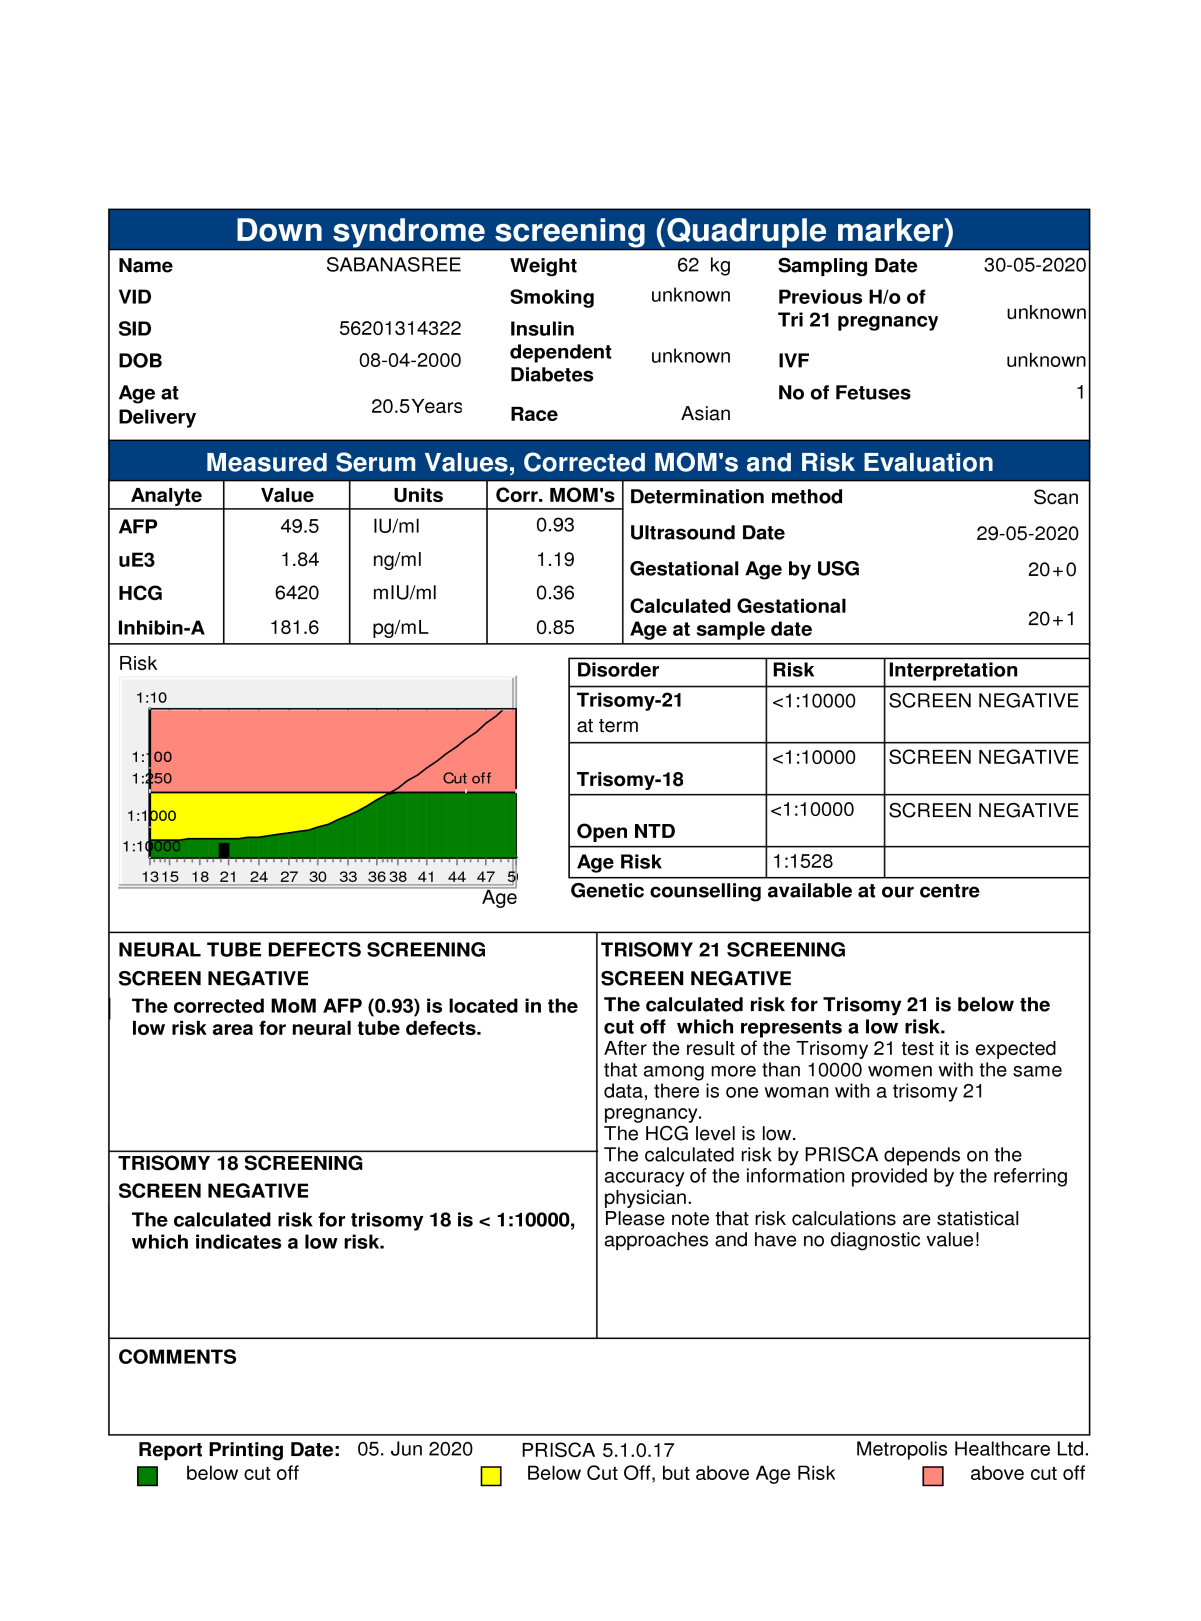 Down syndrome screening (Quadruple marker)
Name SABANASREE Weight 62 kg Sampling Date 30-05-2020
VID Smoking unknown Previous H/o of Tri 21 pregnancy unknown
SID 56201314322 Insulin dependent Diabetes unknown
DOB 08-04-2000 IVF unknown
Age at Delivery 20.5Years Race Asian No of Fetuses 1
Measured Serum Values, Corrected MOM's and Risk Evaluation
Analyte Value Units Corr. MOM's
AFP 49.5 IU/ml 0.93
uE3 1.84 ng/ml 1.19
HCG 6420 mIU/ml 0.36
Inhibin-A 181.6 pg/mL 0.85
Determination method Scan
Ultrasound Date 29-05-2020
Gestational Age by USG 20+0
Calculated Gestational
Age at sample date 20+1
Risk
1:10
1:100
1:250
Cut off
1:1000
1:10000
13 15 18 21 24 27 30 33 36 38 41 44 47
Age
Disorder Risk Interpretation
Trisomy-21 <1:10000 SCREEN NEGATIVE
at term
Trisomy-18 <1:10000 SCREEN NEGATIVE
Open NTD <1:10000 SCREEN NEGATIVE
Age Risk 1:1528
Genetic counselling available at our centre
NEURAL TUBE DEFECTS SCREENING
SCREEN NEGATIVE
The corrected MoM AFP (0.93) is located in the
low risk area for neural tube defects.
TRISOMY 18 SCREENING
SCREEN NEGATIVE
The calculated risk for trisomy 18 is < 1:10000,
which indicates a low risk.
TRISOMY 21 SCREENING
SCREEN NEGATIVE
The calculated risk for Trisomy 21 is below the
cut off which represents a low risk.
After the result of the Trisomy 21 test it is expected
that among more than 10000 women with the same
data, there is one woman with a trisomy 21
pregnancy.
The HCG level is low.
The calculated risk by PRISCA depends on the
accuracy of the information provided by the referring
physician.
Please note that risk calculations are statistical
approaches and have no diagnostic value!
COMMENTS
Report Printing Date: 05. Jun 2020 PRISCA 5.1.0.17 Metropolis Healthcare Ltd.
below cut off Below Cut Off, but above Age Risk above cut off